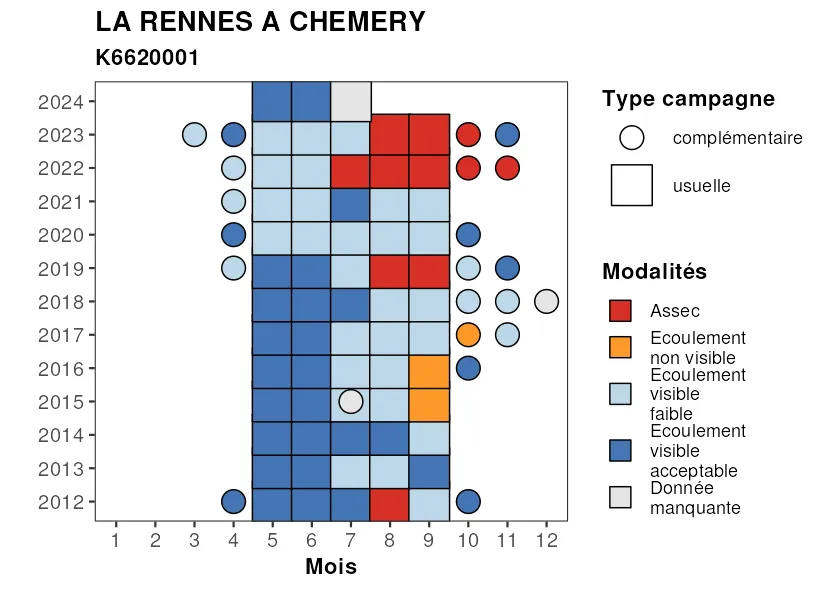 LA RENNES A CHEMERY
K6620001
2024
2023
2022
2021
2020
2019
2018
2017
2016
2015
2014
2013
2012
1 2 3 4 5 6 7 8 9 10 11 12
Mois
Type campagne
complémentaire
usuelle
Modalités
Assec
Ecoulement
non visible
Ecoulement
visible
faible
Ecoulement
visible
acceptable
Donnée
manquante